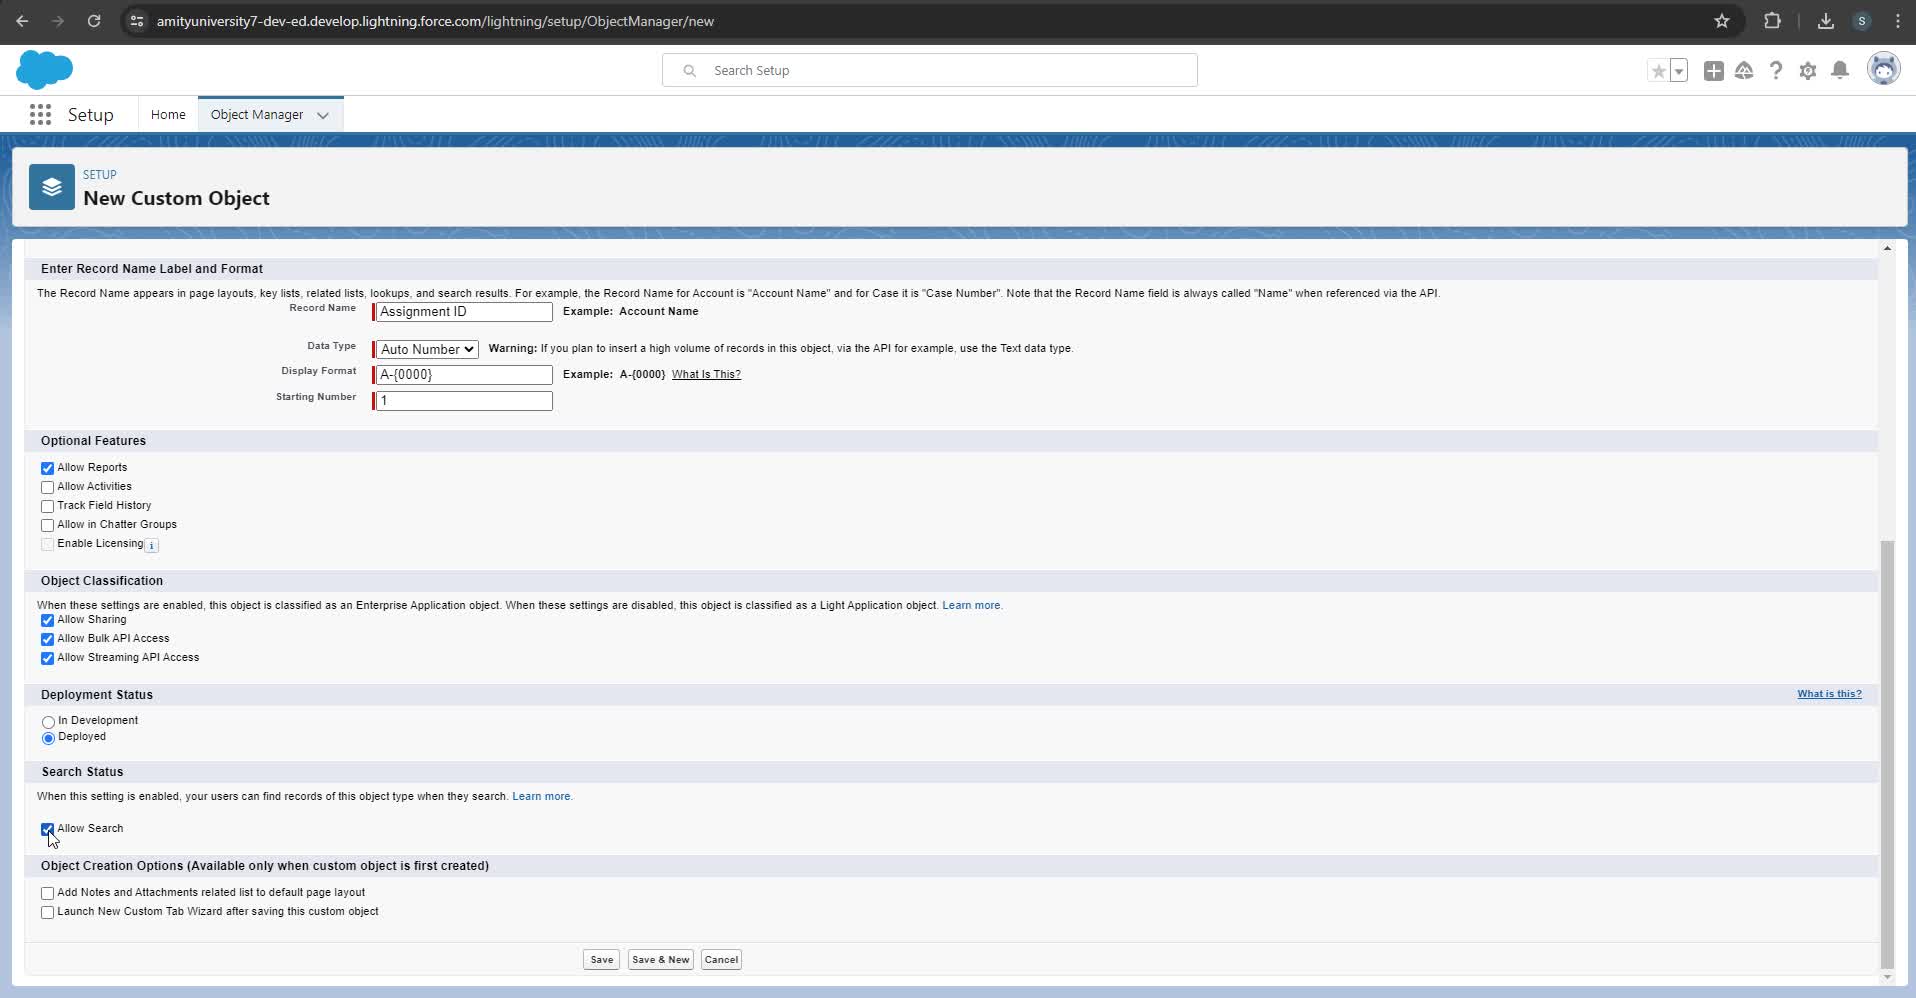 amityuniversity7-dev-ed.develop.lightning.force.com/lightning/setup/ObjectManager/new
S
Search Setup
Setup
Home
Object Manager
SETUP
New Custom Object
Enter Record Name Label and Format
The Record Name appears in page layouts, key lists, related lists, lookups, and search results. For example, the Record Name for Account is "Account Name" and for Case it is "Case Number". Note that the Record Name field is always called "Name" when referenced via the API.
Record Name Assignment ID Example: Account Name
Data Type Auto Number Warning: If you plan to insert a high volume of records in this object, via the API for example, use the Text data type.
Display Format A-{0000} Example: A-{0000} What Is This?
Starting Number 1
Optional Features
Allow Reports
Allow Activities
Track Field History
Allow in Chatter Groups
Enable Licensing i
Object Classification
When these settings are enabled, this object is classified as an Enterprise Application object. When these settings are disabled, this object is classified as a Light Application object. Learn more.
Allow Sharing
Allow Bulk API Access
Allow Streaming API Access
Deployment Status What is this?
In Development
Deployed
Search Status
When this setting is enabled, your users can find records of this object type when they search. Learn more.
Allow Search
Object Creation Options (Available only when custom object is first created)
Add Notes and Attachments related list to default page layout
Launch New Custom Tab Wizard after saving this custom object
Save Save & New Cancel